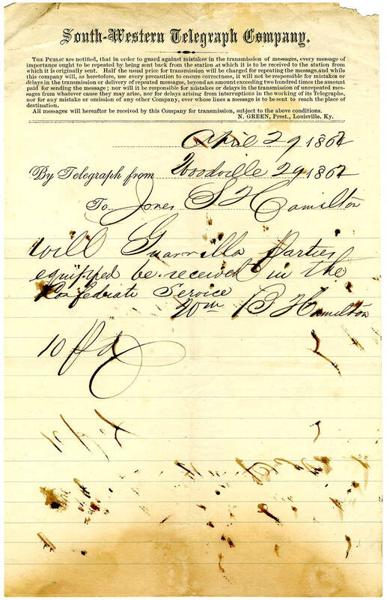 South-Western Telegraph Company,
THE PUBLIC are notified, that in order to guard against mistakes in the transmission of messages, every message of
importance ought to be repeated by being sent back from the station at which it is to be received to the station from
which it is originally sent. Half the usual price for transmission will be charged for repeating the message, and while
this company will, as heretofore, use every precaution to ensure correctness, it will not be responsible for mistakes or
delays in the transmission or delivery of repeated messages, beyond an amount exceeding two hundred times the amount
paid for sending the message; nor will it be responsible for mistakes or delays in the transmission of unrepeated mes-
sages from whatever cause they may arise, nor for delays arising from interruptions in the working of its Telegraphs,
nor for any mistake or omission of any other Company, over whose lines a message is to be sent to reach the place of
destination.
All messages will hereafter be received by this Company for transmission, subject to the above conditions.
N. GREEN, Prest., Louisville, Ky.
April 29 1862
By Telegraph from Woodville 29 1862
To Jones S Hamilton
will Guarrilla Parties
equipped be received in the
Confederate Service
Wm B Hamilton
10 Pd